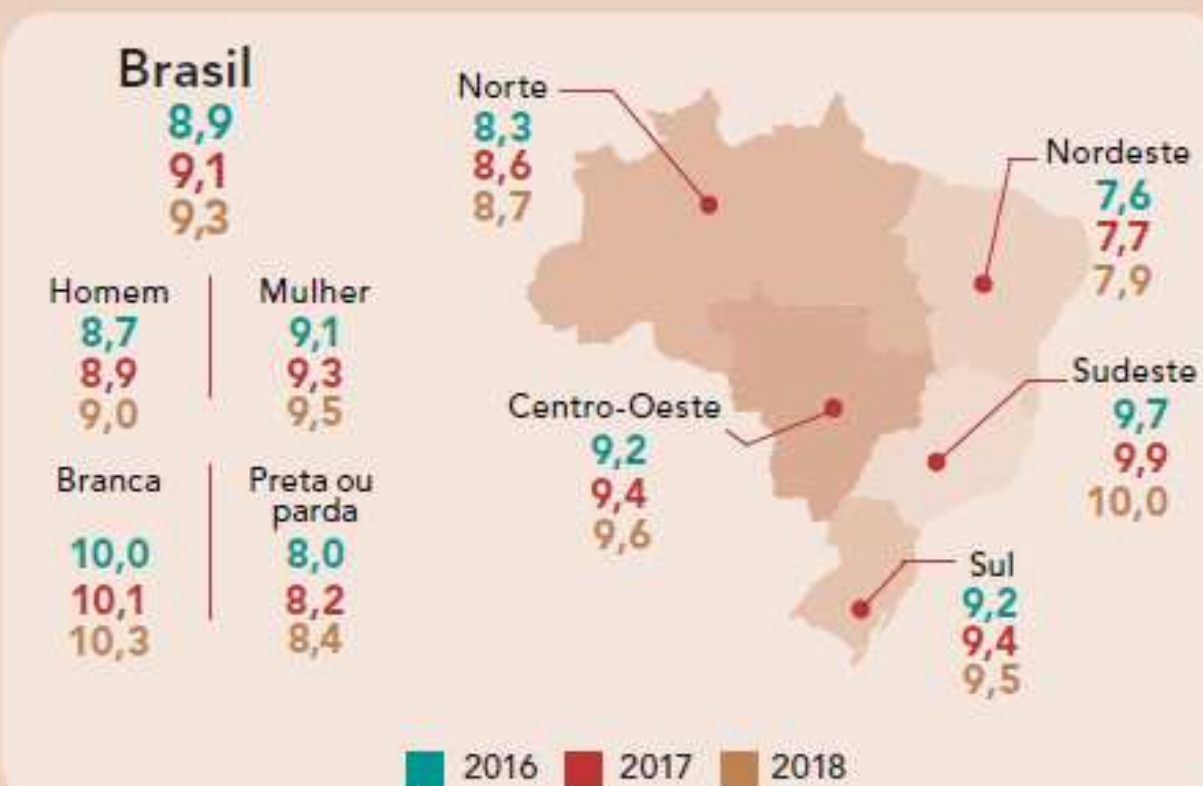 Brasil
8,9
9,1
9,3
Homem
8,7
8,9
9,0
Mulher
9,1
9,3
9,5
Branca
10,0
10,1
10,3
Preta ou
parda
8,0
8,2
8,4
Norte
8,3
8,6
8,7
Nordeste
7,6
7,7
7,9
Centro-Oeste
9,2
9,4
9,6
Sudeste
9,7
9,9
10,0
Sul
9,2
9,4
9,5
2016 2017 2018